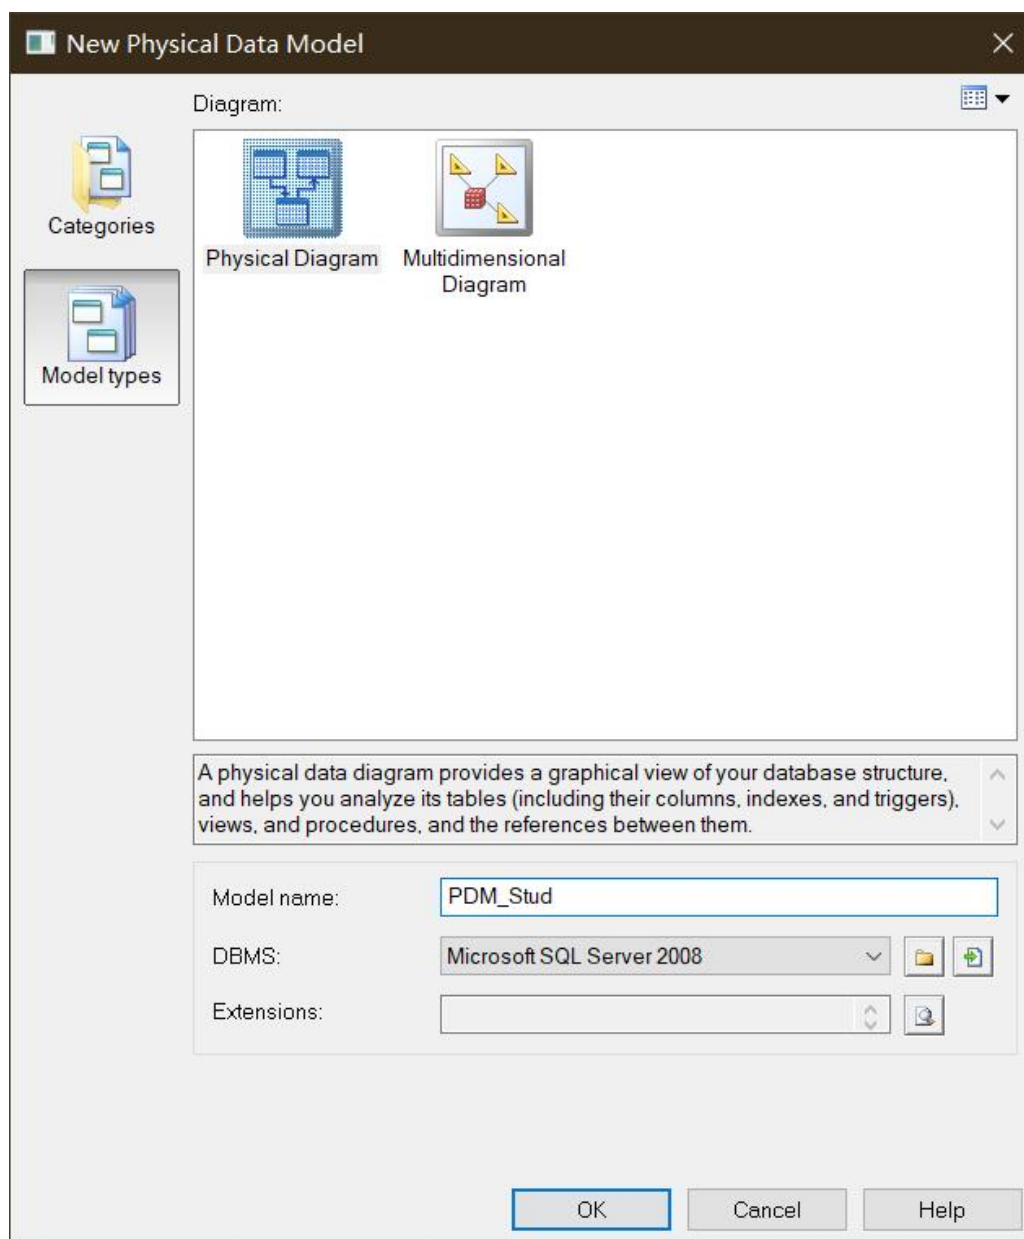 New Physical Data Model
Diagram:
Categories
Model types
Physical Diagram
Multidimensional
Diagram
A physical data diagram provides a graphical view of your database structure,
and helps you analyze its tables (including their columns, indexes, and triggers),
views, and procedures, and the references between them.
Model name:
PDM_Stud
DBMS:
Microsoft SQL Server 2008
Extensions:
OK
Cancel
Help